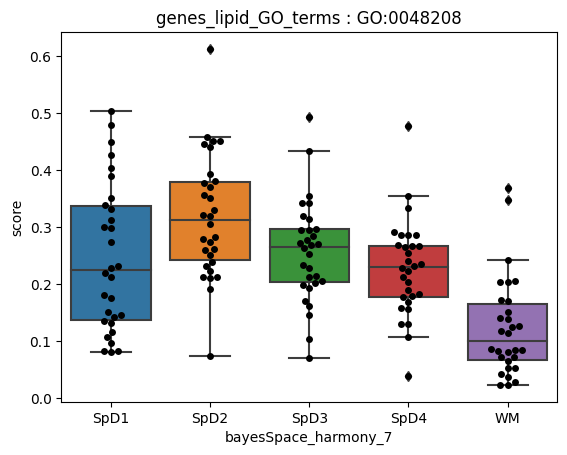 genes_lipid_GO_terms : GO:0048208
0.6
0.5
0.4
0.3
0.2
0.1
0.0
score
SpD1 SpD2 SpD3 SpD4 WM
bayesSpace_harmony_7